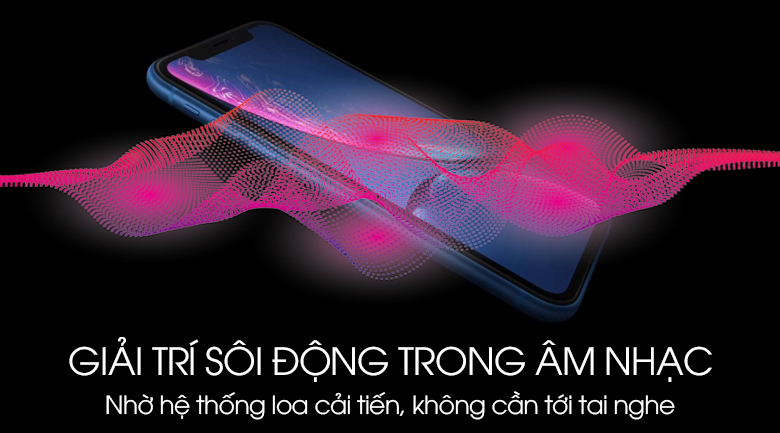 GIẢI TRÍ SÔI ĐỘNG TRONG ÂM NHẠC
Nhờ hệ thống loa cải tiến, không cần tới tai nghe